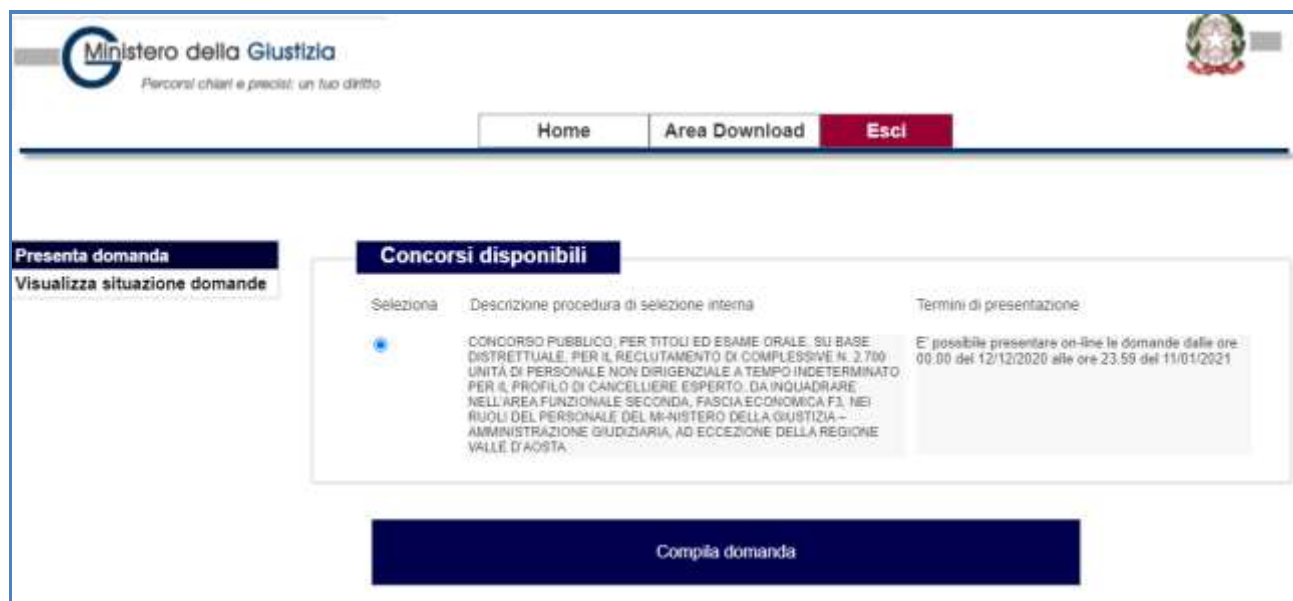 Ministero della Giustizia
Percorsi chiari e precisi: un tuo diritto
Home
Area Download
Esci
Presenta domanda
Visualizza situazione domande
Concorsi disponibili
Seleziona
Descrizione procedura di selezione interna
Termini di presentazione
CONCORSO PUBBLICO, PER TITOLI ED ESAME ORALE, SU BASE
DISTRETTUALE, PER IL RECLUTAMENTO DI COMPLESSIVE N. 2.700
UNITÀ DI PERSONALE NON DIRIGENZIALE A TEMPO INDETERMINATO
PER IL PROFILO DI CANCELLIERE ESPERTO, DA INQUADRARE
NELL'AREA FUNZIONALE SECONDA, FASCIA ECONOMICA F3, NEI
RUOLI DEL PERSONALE DEL MI-NISTERO DELLA GIUSTIZIA –
AMMINISTRAZIONE GIUDIZIARIA, AD ECCEZIONE DELLA REGIONE
VALLE D'AOSTA
E' possibile presentare on-line le domande dalle ore
00.00 del 12/12/2020 alle ore 23.59 del 11/01/2021
Compila domanda